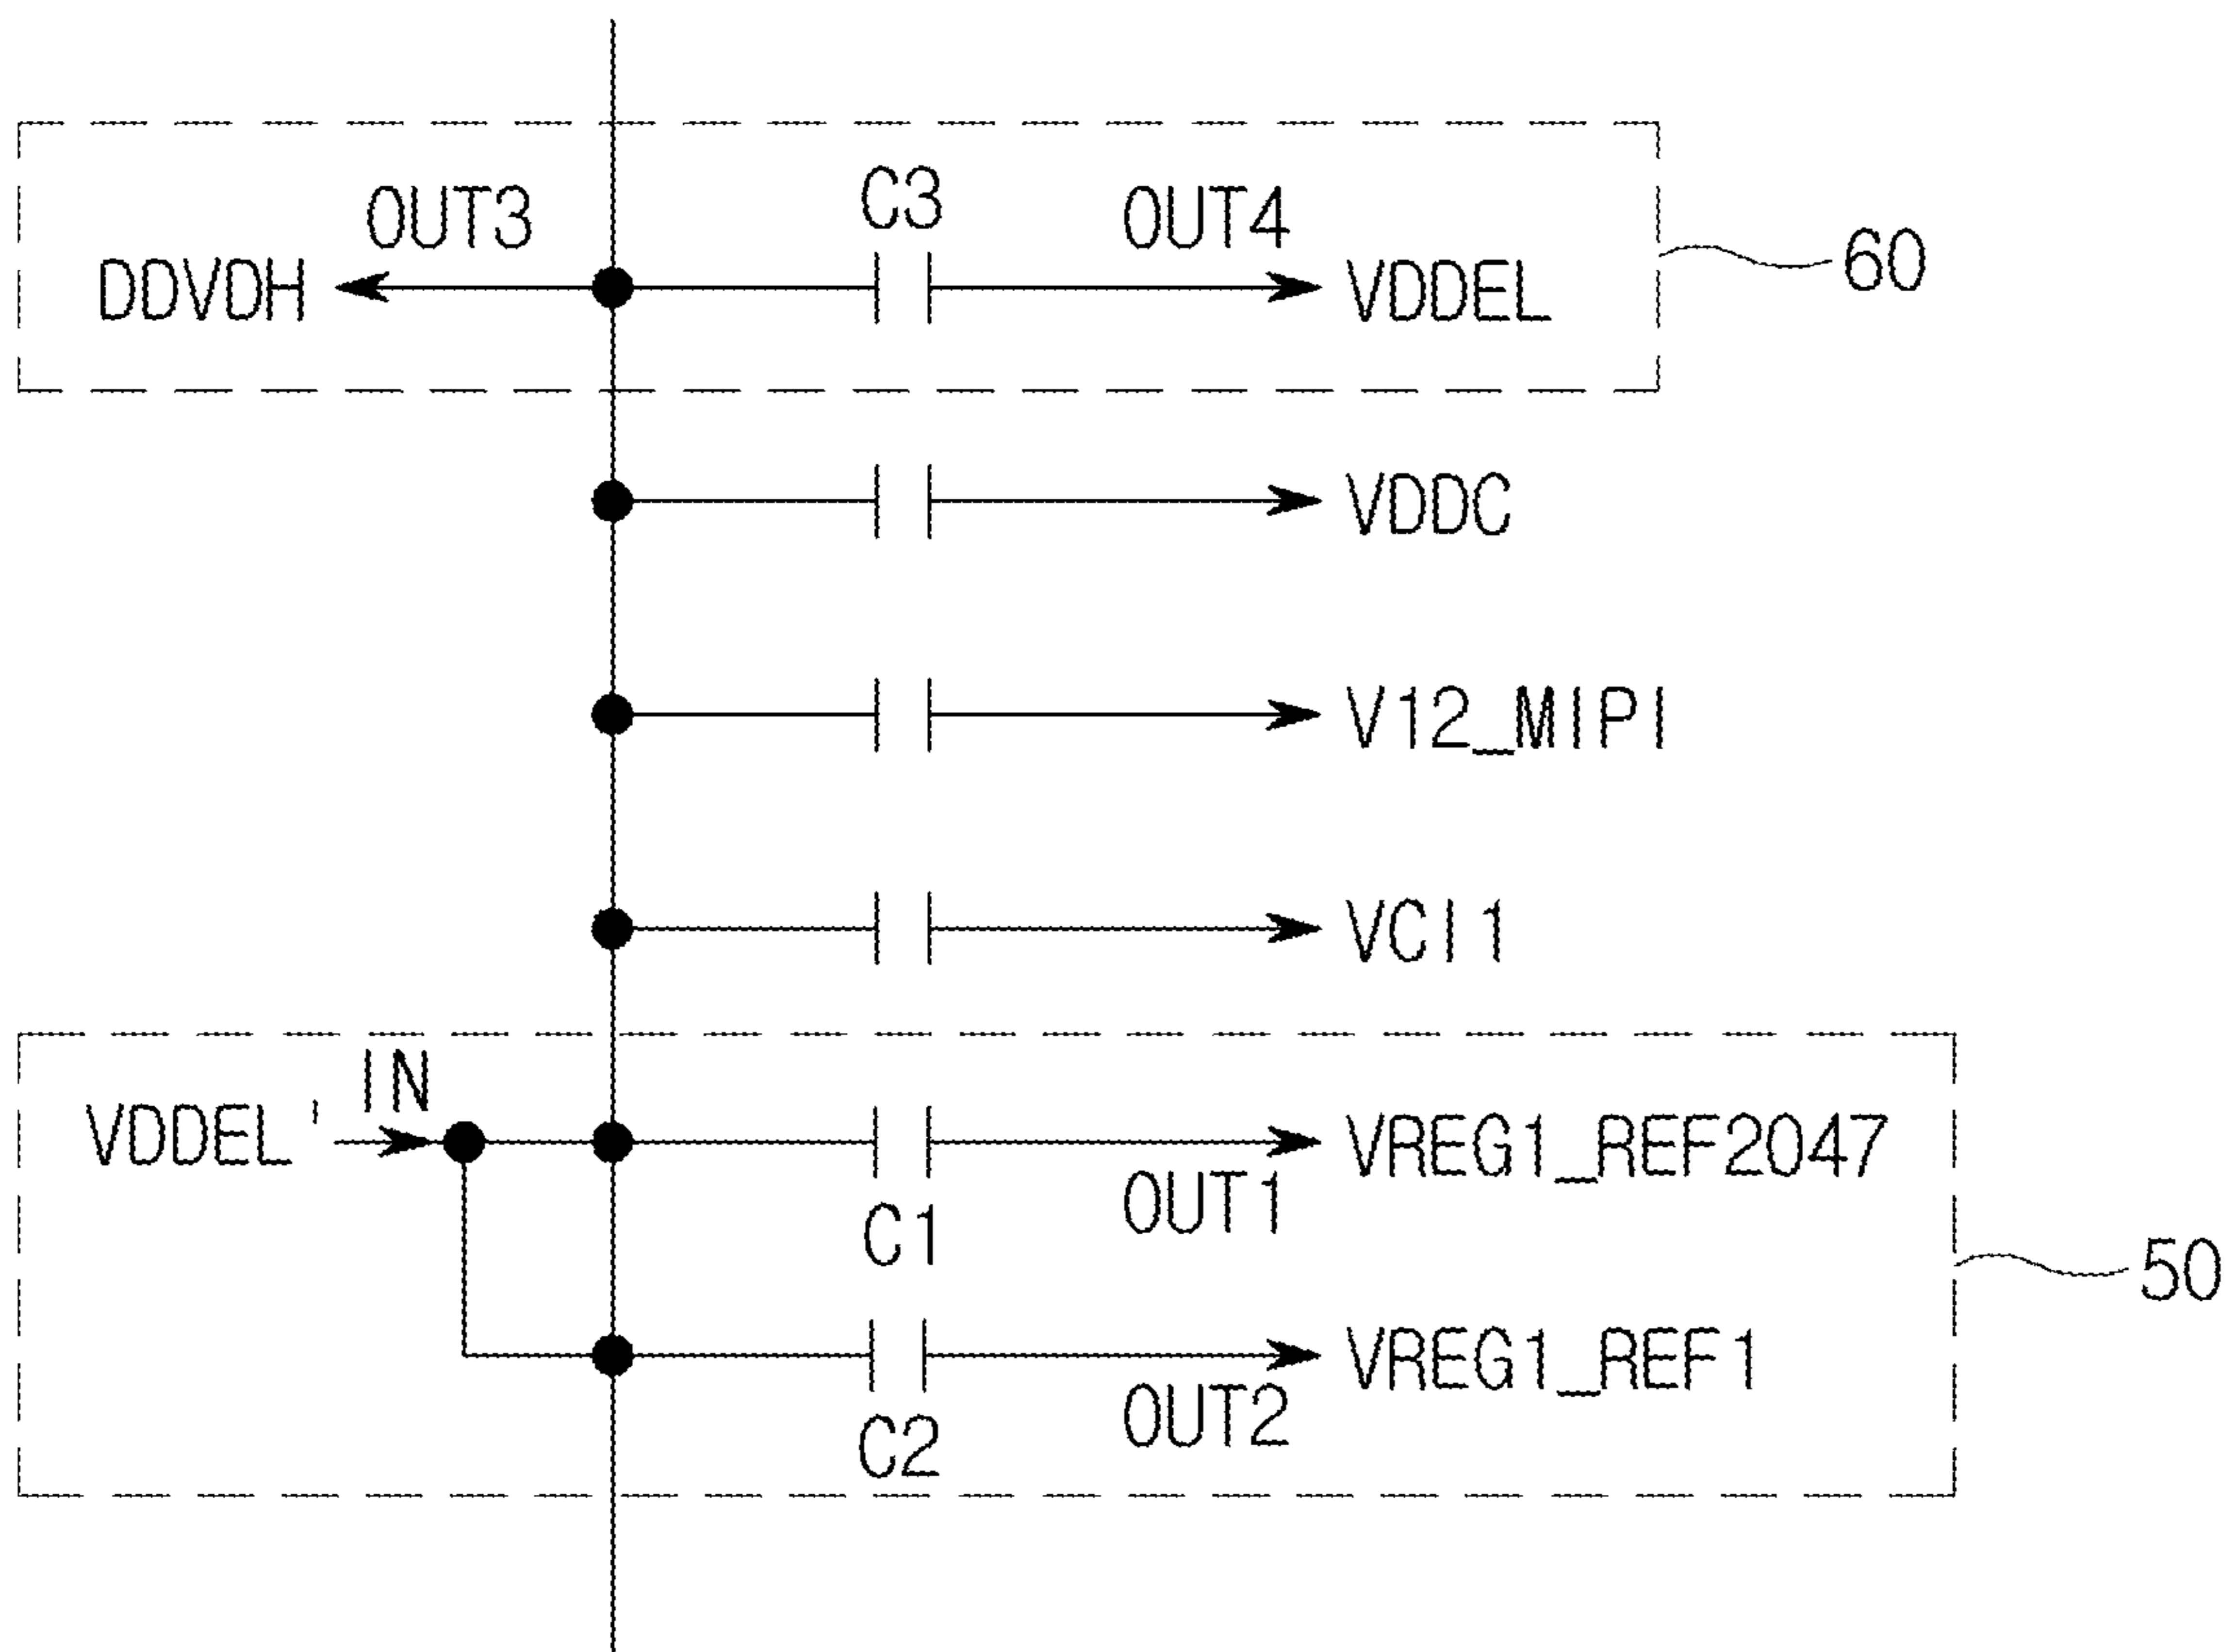 OUT3 C3 OUT4
DDVDH VDDEL 60
VDDC
V12_MIPI
VCI1
IN
VDDEL' VREG1_REF2047
OUT1
C1
50
VREG1_REF1
OUT2
C2